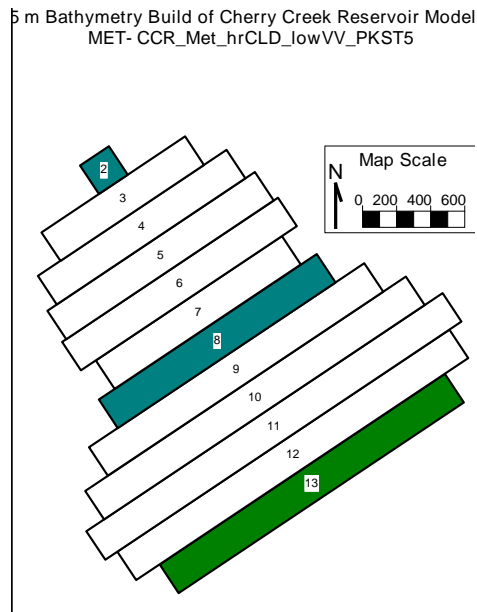 5 m Bathymetry Build of Cherry Creek Reservoir Model
MET- CCR_Met_hrCLD_lowVV_PKST5
Map Scale
N
0 200 400 600
2
3
4
5
6
7
8
9
10
11
12
13